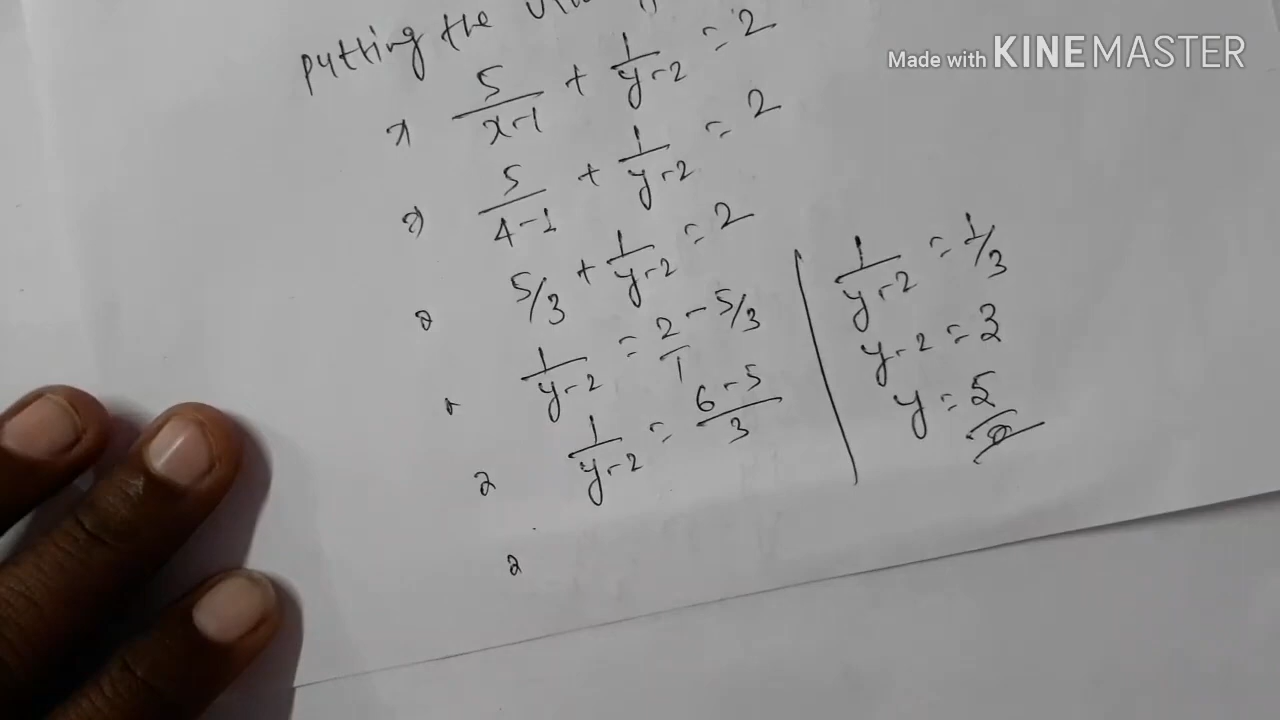 Made with KINEMASTER
putting the
5/(x-1) + 1/(y-2) = 2
5/(4-1) + 1/(y-2) = 2
5/3 + 1/(y-2) = 2
1/(y-2) = 2/1 - 5/3
1/(y-2) = (6-5)/3
1/(y-2) = 1/3
y-2 = 3
y = 5